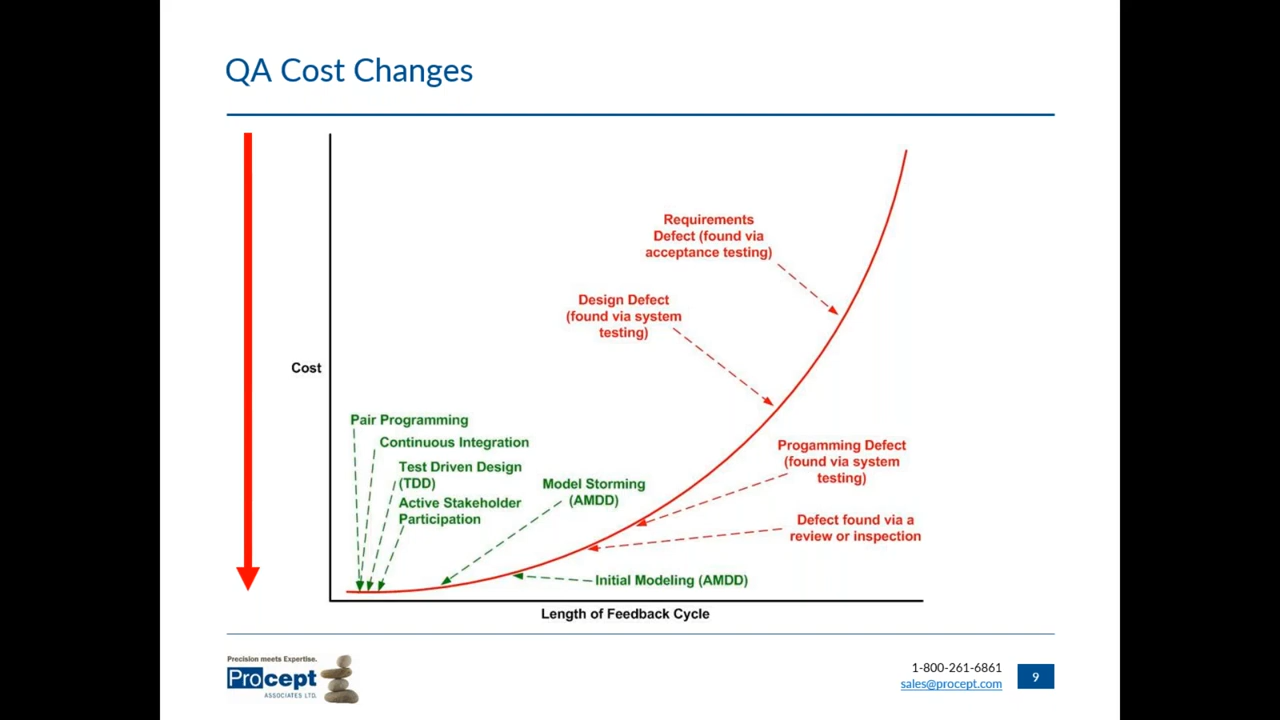 QA Cost Changes
Requirements
Defect (found via
acceptance testing)
Design Defect
(found via system
testing)
Cost
Pair Programming
Continuous Integration
Test Driven Design
(TDD)
Active Stakeholder
Participation
Model Storming
(AMDD)
Progamming Defect
(found via system
testing)
Defect found via a
review or inspection
Initial Modeling (AMDD)
Length of Feedback Cycle
Precision meets Expertise.
Procept
ASSOCIATES LTD.
1-800-261-6861
sales@procept.com
9